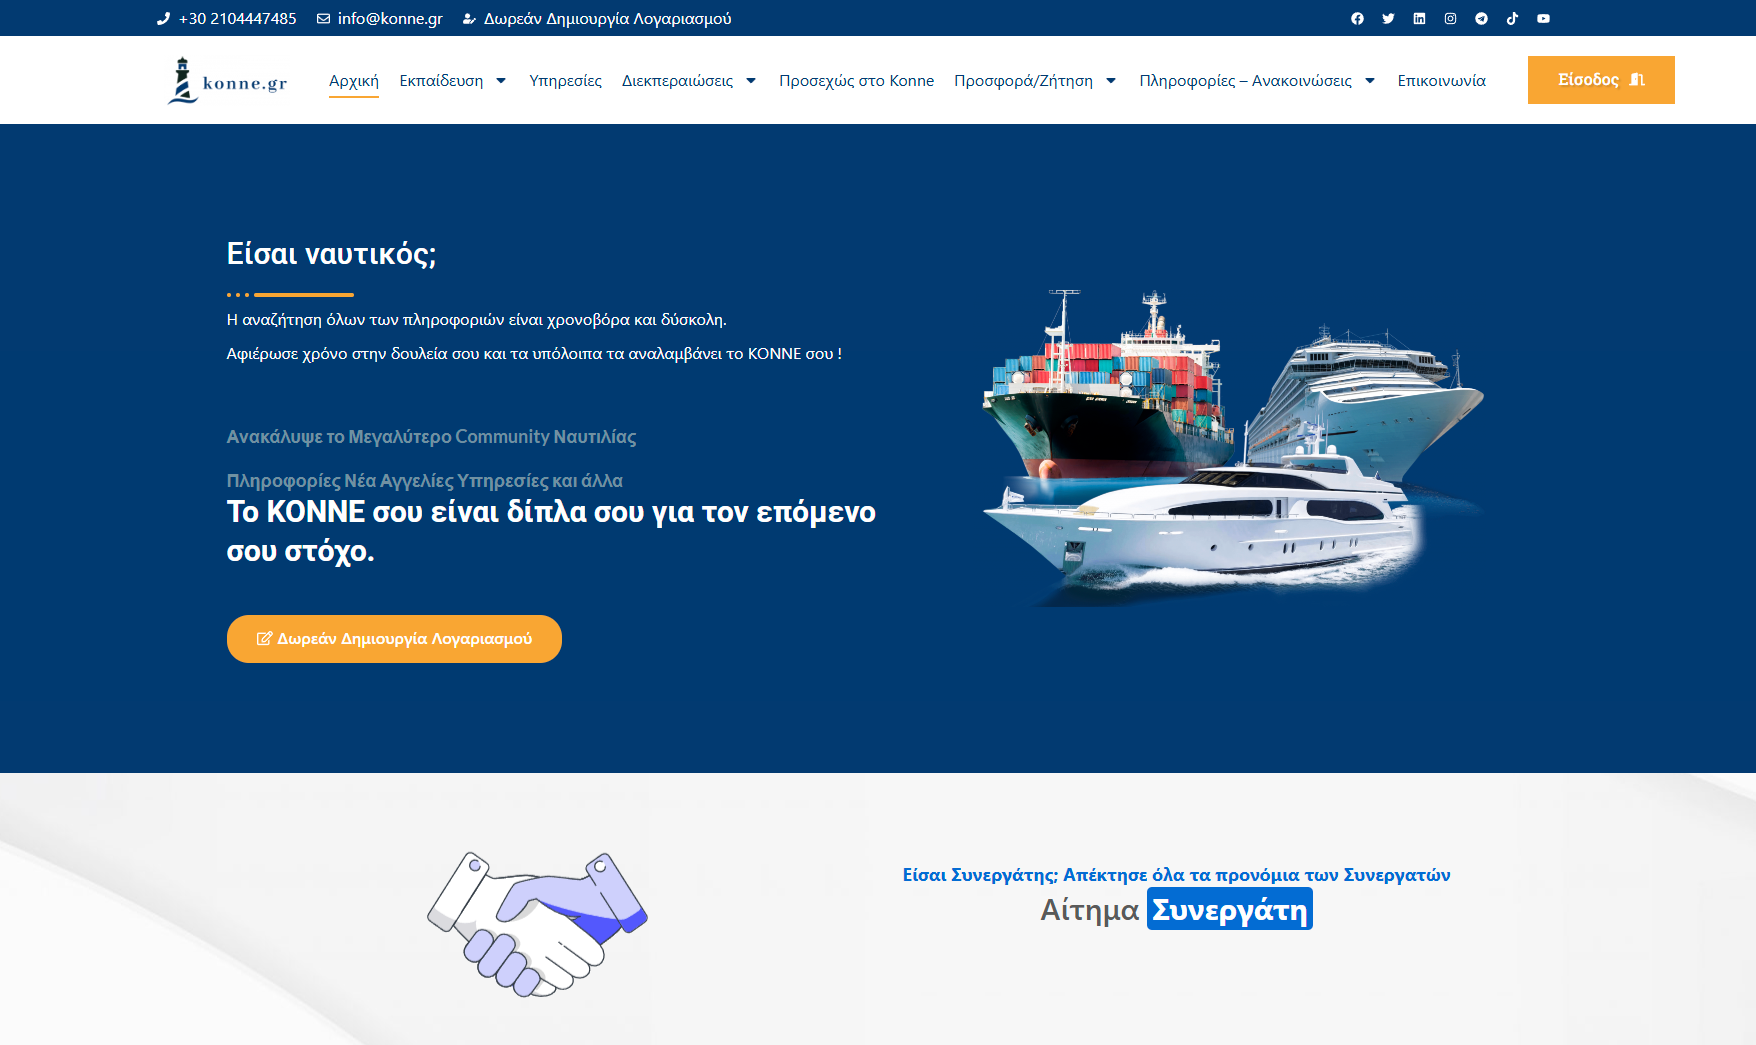 +30 2104447485 info@konne.gr Δωρεάν Δημιουργία Λογαριασμού
konne.gr Αρχική Εκπαίδευση Υπηρεσίες Διεκπεραιώσεις Προσεχώς στο Konne Προσφορά/Ζήτηση Πληροφορίες – Ανακοινώσεις Επικοινωνία Είσοδος
Είσαι ναυτικός;
Η αναζήτηση όλων των πληροφοριών είναι χρονοβόρα και δύσκολη.
Αφιέρωσε χρόνο στην δουλεία σου και τα υπόλοιπα τα αναλαμβάνει το KONNE σου !
Ανακάλυψε το Μεγαλύτερο Community Ναυτιλίας
Πληροφορίες Νέα Αγγελίες Υπηρεσίες και άλλα
Το KONNE σου είναι δίπλα σου για τον επόμενο
σου στόχο.
Δωρεάν Δημιουργία Λογαριασμού
Είσαι Συνεργάτης; Απέκτησε όλα τα προνόμια των Συνεργατών
Αίτημα Συνεργάτη